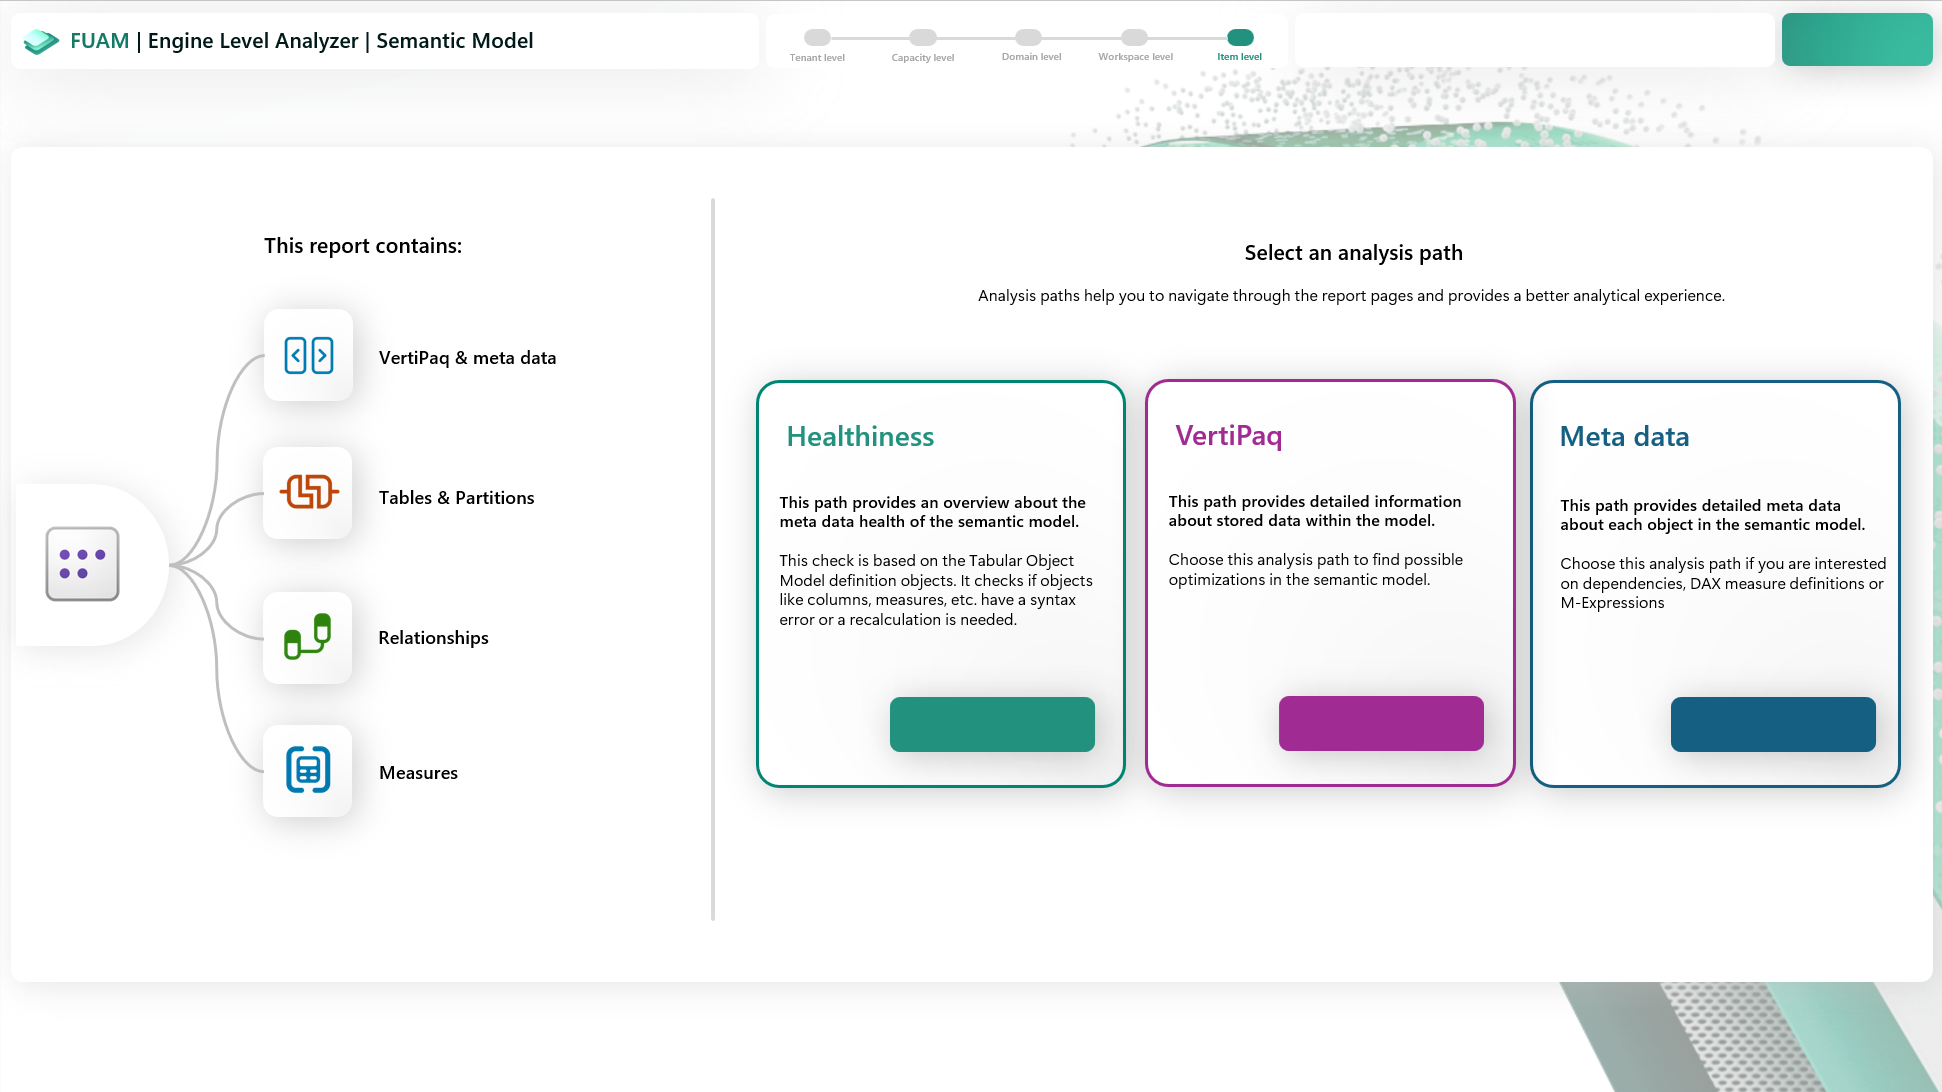 FUAM | Engine Level Analyzer | Semantic Model
Tenant level
Capacity level
Domain level
Workspace level
Item level
This report contains:
VertiPaq & meta data
Tables & Partitions
Relationships
Measures
Select an analysis path
Analysis paths help you to navigate through the report pages and provides a better analytical experience.
Healthiness
This path provides an overview about the
meta data health of the semantic model.
This check is based on the Tabular Object
Model definition objects. It checks if objects
like columns, measures, etc. have a syntax
error or a recalculation is needed.
VertiPaq
This path provides detailed information
about stored data within the model.
Choose this analysis path to find possible
optimizations in the semantic model.
Meta data
This path provides detailed meta data
about each object in the semantic model.
Choose this analysis path if you are interested
on dependencies, DAX measure definitions or
M-Expressions